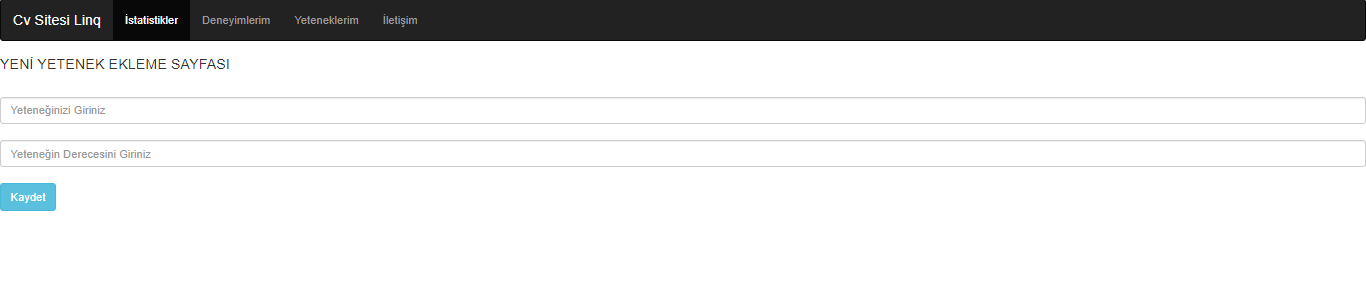 Cv Sitesi Linq İstatistikler Deneyimlerim Yeteneklerim İletişim
YENİ YETENEK EKLEME SAYFASI
Yeteneğinizi Giriniz
Yeteneğin Derecesini Giriniz
Kaydet